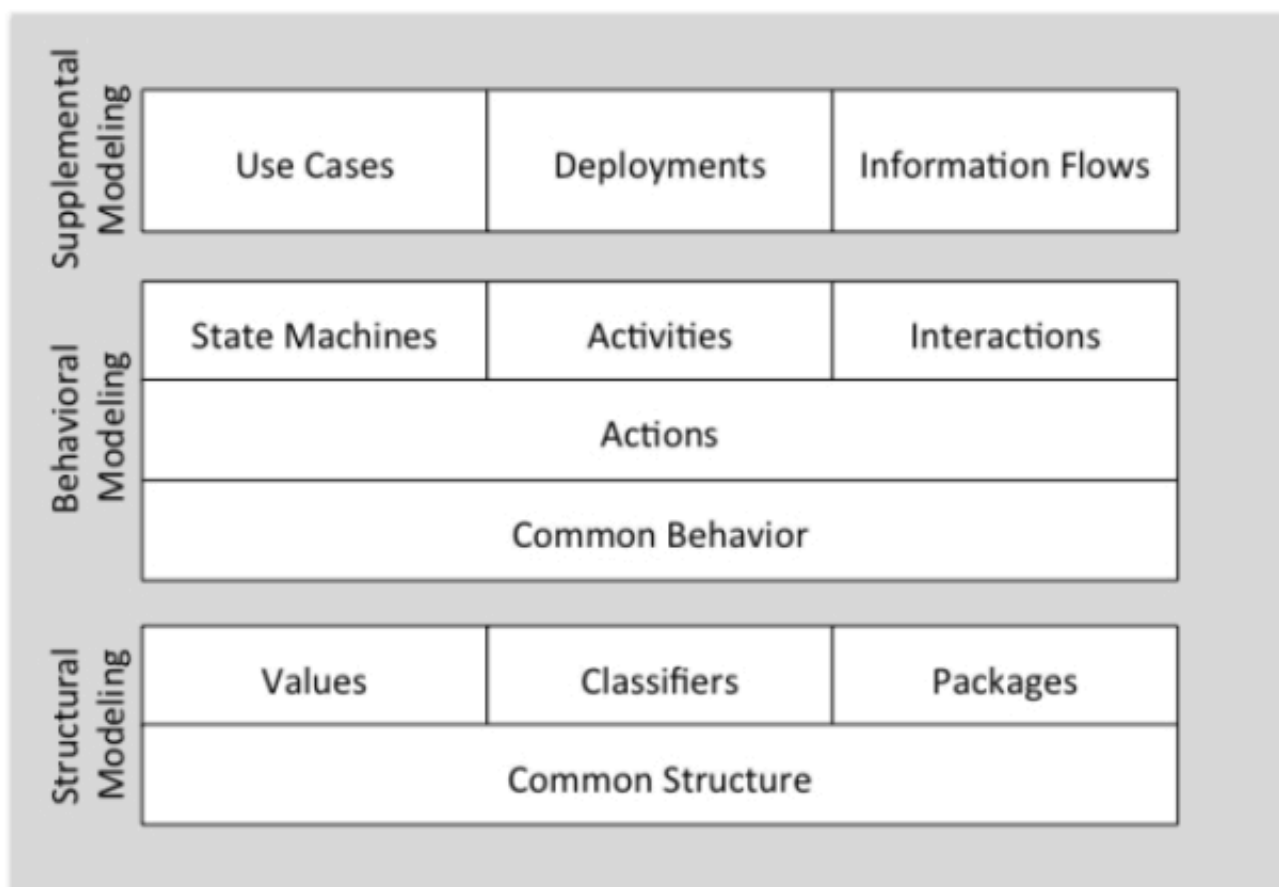 Supplemental
Modeling
Use Cases
Deployments
Information Flows
Behavioral
Modeling
State Machines
Activities
Interactions
Actions
Common Behavior
Structural
Modeling
Values
Classifiers
Packages
Common Structure